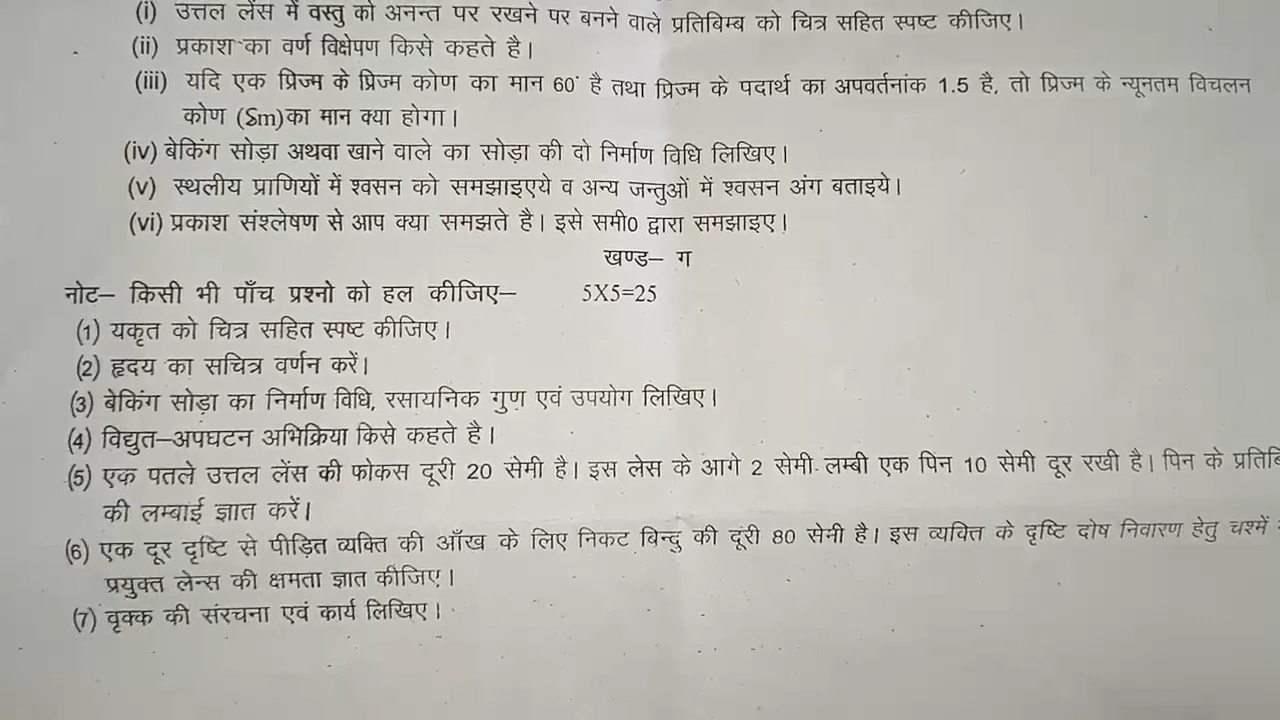 (i) उत्तल लेंस में वस्तु को अनन्त पर रखने पर बनने वाले प्रतिबिम्ब को चित्र सहित स्पष्ट कीजिए।
(ii) प्रकाश का वर्ण विक्षेपण किसे कहते है।
(iii) यदि एक प्रिज्म के प्रिज्म कोण का मान 60° है तथा प्रिज्म के पदार्थ का अपवर्तनांक 1.5 है, तो प्रिज्म के न्यूनतम विचलन
कोण (Sm) का मान क्या होगा।
(iv) बेकिंग सोड़ा अथवा खाने वाले का सोड़ा की दो निर्माण विधि लिखिए।
(v) स्थलीय प्राणियों में श्वसन को समझाइएये व अन्य जन्तुओं में श्वसन अंग बताइये।
(vi) प्रकाश संश्लेषण से आप क्या समझते है। इसे समी0 द्वारा समझाइए।
खण्ड– ग
नोट– किसी भी पाँच प्रश्नो को हल कीजिए– 5X5=25
(1) यकृत को चित्र सहित स्पष्ट कीजिए।
(2) हृदय का सचित्र वर्णन करें।
(3) बेकिंग सोड़ा का निर्माण विधि, रसायनिक गुण एवं उपयोग लिखिए।
(4) विद्युत–अपघटन अभिक्रिया किसे कहते है।
(5) एक पतले उत्तल लेंस की फोकस दूरी 20 सेमी है। इस लेस के आगे 2 सेमी लम्बी एक पिन 10 सेमी दूर रखी है। पिन के
की लम्बाई ज्ञात करें।
(6) एक दूर दृष्टि से पीड़ित व्यक्ति की आँख के लिए निकट बिन्दु की दूरी 80 सेमी है। इस व्यक्ति के दृष्टि दोष निवारण हेतु चश्में
प्रयुक्त लेन्स की क्षमता ज्ञात कीजिए।
(7) वृक्क की संरचना एवं कार्य लिखिए।